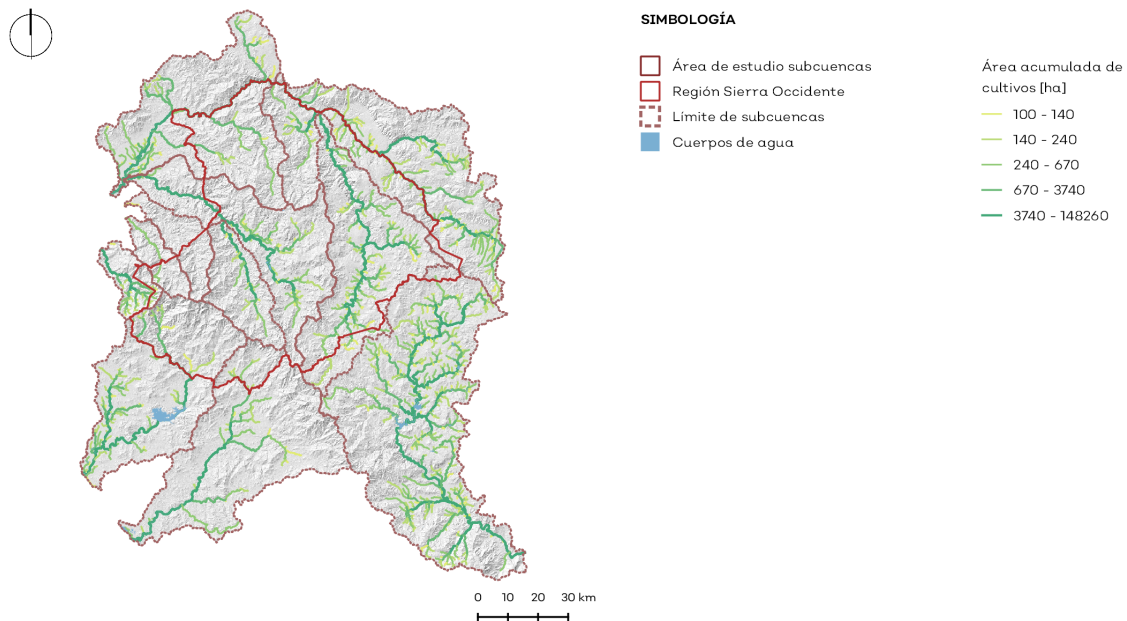 SIMBOLOGÍA
Área de estudio subcuencas
Región Sierra Occidente
Límite de subcuencas
Cuerpos de agua
Área acumulada de
cultivos [ha]
100 - 140
140 - 240
240 - 670
670 - 3740
3740 - 148260
0 10 20 30 km